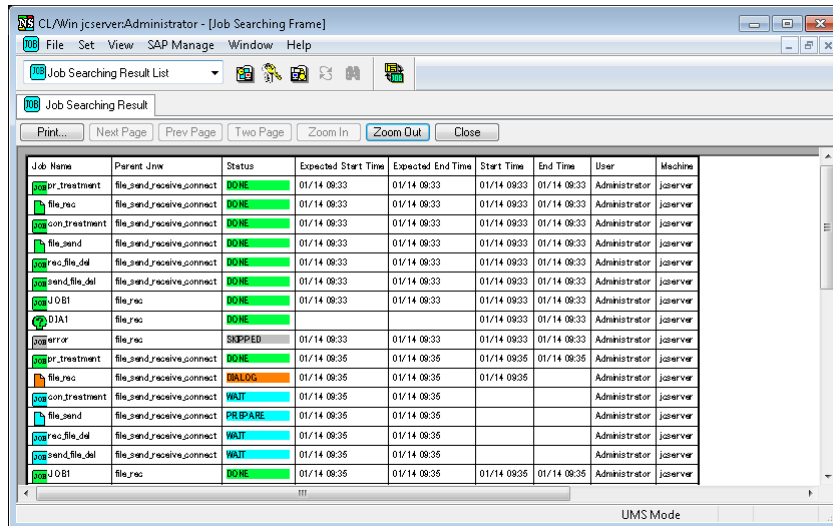 CL/Win jcserver:Administrator - [Job Searching Frame]
JOB File Set View SAP Manage Window Help
JOB Job Searching Result List
JOB Job Searching Result
Print... Next Page Prev Page Two Page Zoom In Zoom Out Close
Job Name Parent Jnw Status Expected Start Time Expected End Time Start Time End Time User Machine
JOB pr_treatment file_send_receive_connect DONE 01/14 09:33 01/14 09:33 01/14 09:33 01/14 09:33 Administrator jcserver
file_rec file_send_receive_connect DONE 01/14 09:33 01/14 09:33 01/14 09:33 01/14 09:33 Administrator jcserver
JOB con_treatment file_send_receive_connect DONE 01/14 09:33 01/14 09:33 01/14 09:33 01/14 09:33 Administrator jcserver
file_send file_send_receive_connect DONE 01/14 09:33 01/14 09:33 01/14 09:33 01/14 09:33 Administrator jcserver
JOB rec_file_del file_send_receive_connect DONE 01/14 09:33 01/14 09:33 01/14 09:33 01/14 09:33 Administrator jcserver
JOB send_file_del file_send_receive_connect DONE 01/14 09:33 01/14 09:33 01/14 09:33 01/14 09:33 Administrator jcserver
JOB JOB1 file_rec DONE 01/14 09:33 01/14 09:33 01/14 09:33 01/14 09:33 Administrator jcserver
? DIA1 file_rec DONE 01/14 09:33 01/14 09:33 Administrator jcserver
JOB error file_rec SKIPPED 01/14 09:33 01/14 09:33 01/14 09:33 01/14 09:33 Administrator jcserver
JOB pr_treatment file_send_receive_connect DONE 01/14 09:35 01/14 09:35 01/14 09:35 01/14 09:35 Administrator jcserver
file_rec file_send_receive_connect DIALOG 01/14 09:35 01/14 09:35 01/14 09:35 Administrator jcserver
JOB con_treatment file_send_receive_connect WAIT 01/14 09:35 01/14 09:35 Administrator jcserver
file_send file_send_receive_connect PREPARE 01/14 09:35 01/14 09:35 Administrator jcserver
JOB rec_file_del file_send_receive_connect WAIT 01/14 09:35 01/14 09:35 Administrator jcserver
JOB send_file_del file_send_receive_connect WAIT 01/14 09:35 01/14 09:35 Administrator jcserver
JOB JOB1 file_rec DONE 01/14 09:35 01/14 09:35 01/14 09:35 01/14 09:35 Administrator jcserver
UMS Mode